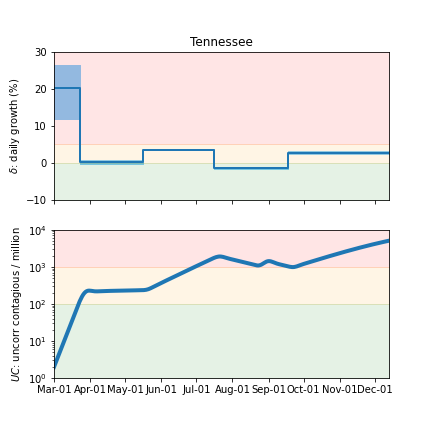 Tennessee
30
20
10
0
−10
δ: daily growth (%)
10⁴
10³
10²
10¹
10⁰
UC: uncorr contagious / million
Mar-01 Apr-01 May-01 Jun-01 Jul-01 Aug-01 Sep-01 Oct-01 Nov-01 Dec-01